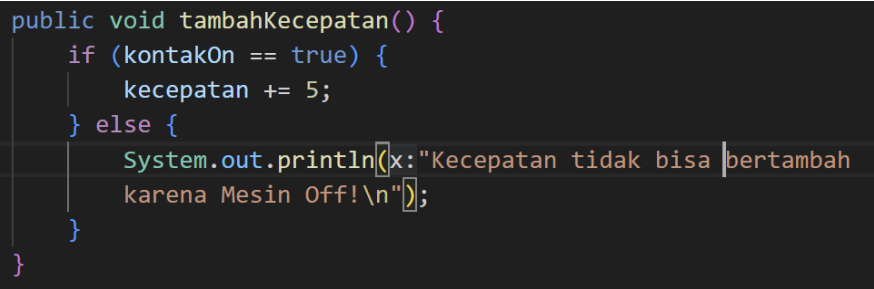 public void tambahKecepatan() {
    if (kontakOn == true) {
        kecepatan += 5;
    } else {
        System.out.println(x:"Kecepatan tidak bisa bertambah
        karena Mesin Off!\n");
    }
}